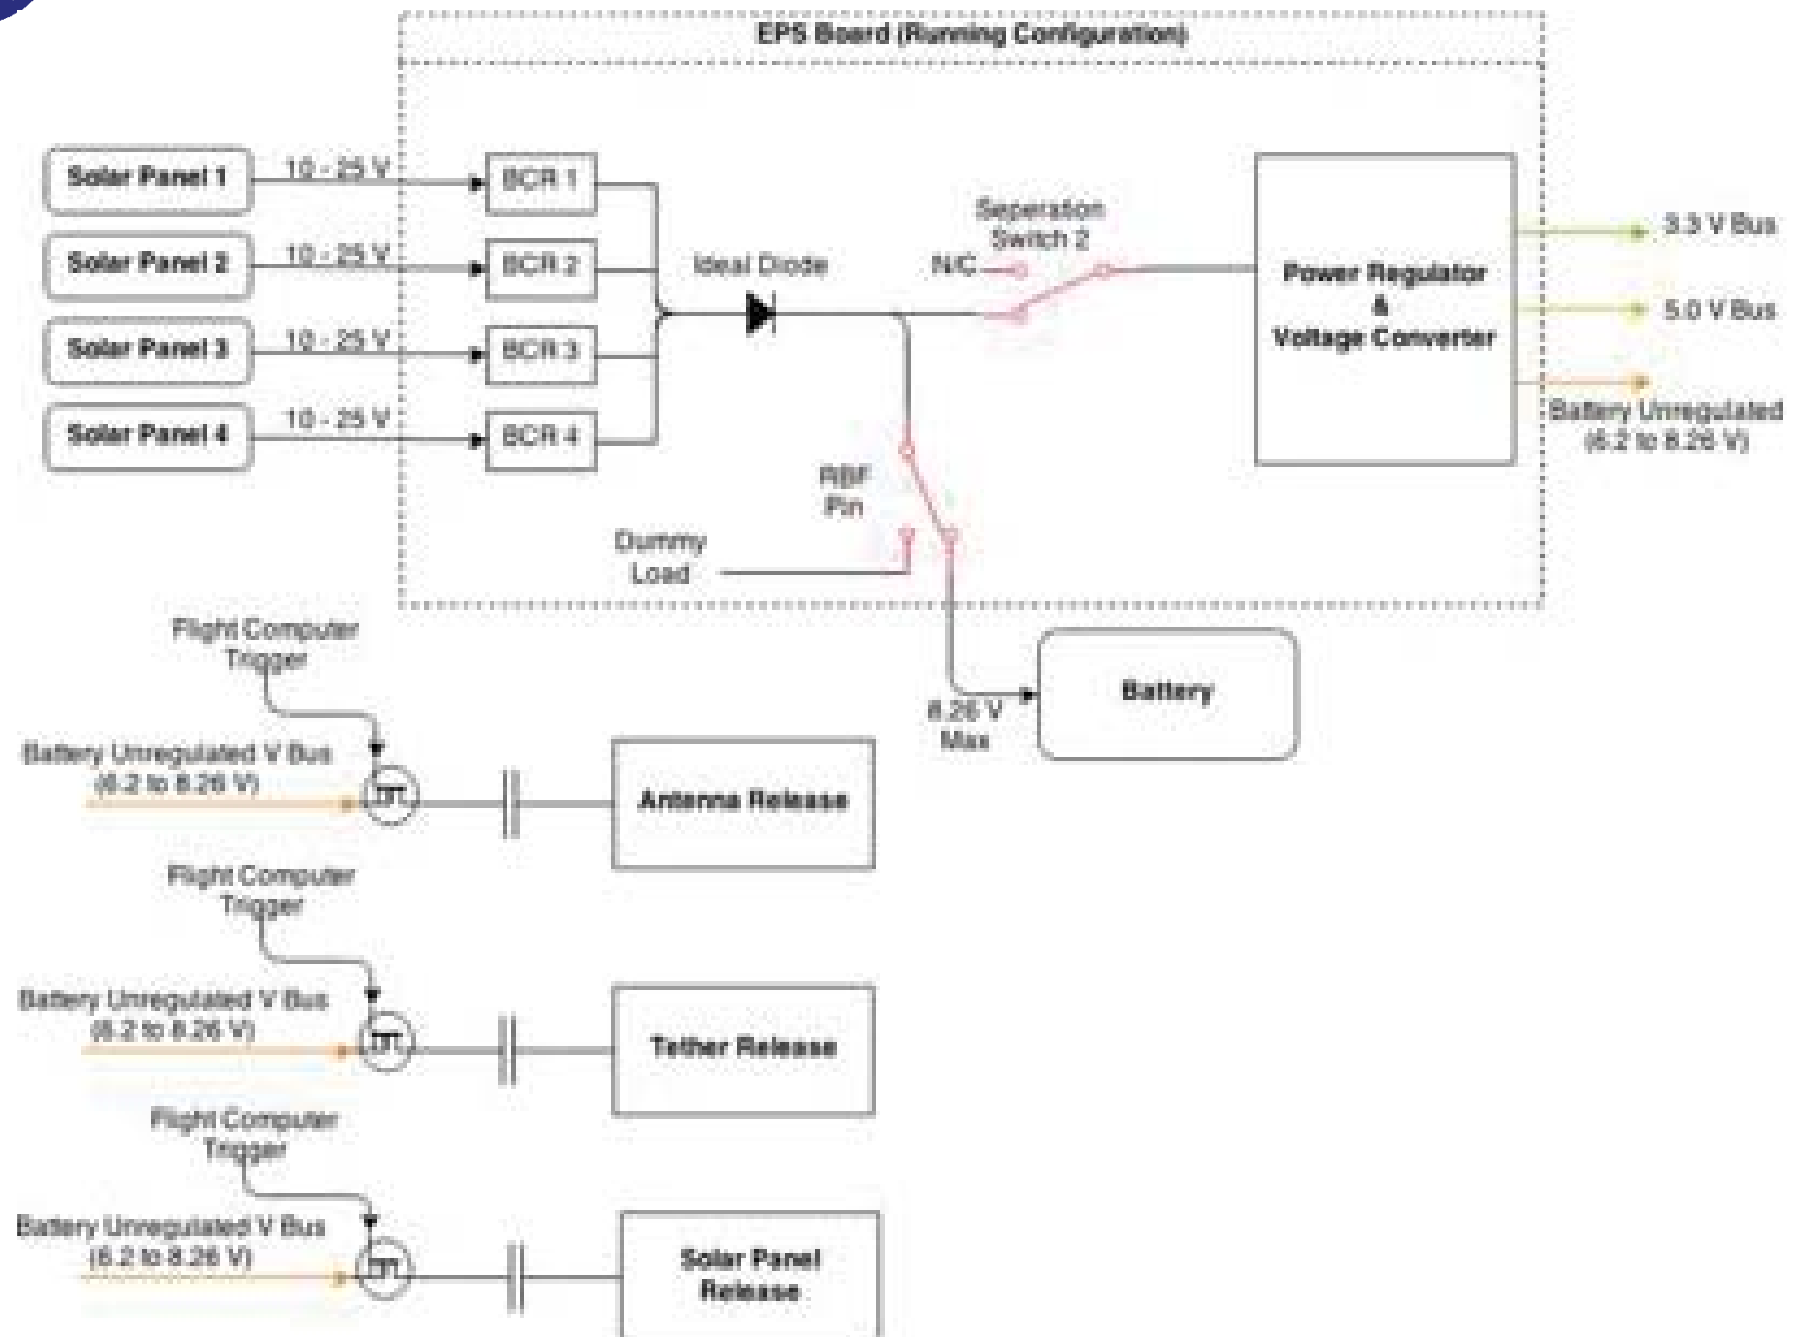 EPS Board (Running Configuration)
Solar Panel 1
10 - 25 V
BCR 1
Solar Panel 2
10 - 25 V
BCR 2
Solar Panel 3
10 - 25 V
BCR 3
Solar Panel 4
10 - 25 V
BCR 4
Ideal Diode
Seperation
Switch 2
N/C
Power Regulator
&
Voltage Converter
3.3 V Bus
5.0 V Bus
Battery Unregulated
(6.2 to 8.26 V)
RBF
Pin
Dummy
Load
8.26 V
Max
Battery
Flight Computer
Trigger
Battery Unregulated V Bus
(6.2 to 8.26 V)
Antenna Release
Flight Computer
Trigger
Battery Unregulated V Bus
(6.2 to 8.26 V)
Tether Release
Flight Computer
Trigger
Battery Unregulated V Bus
(6.2 to 8.26 V)
Solar Panel
Release